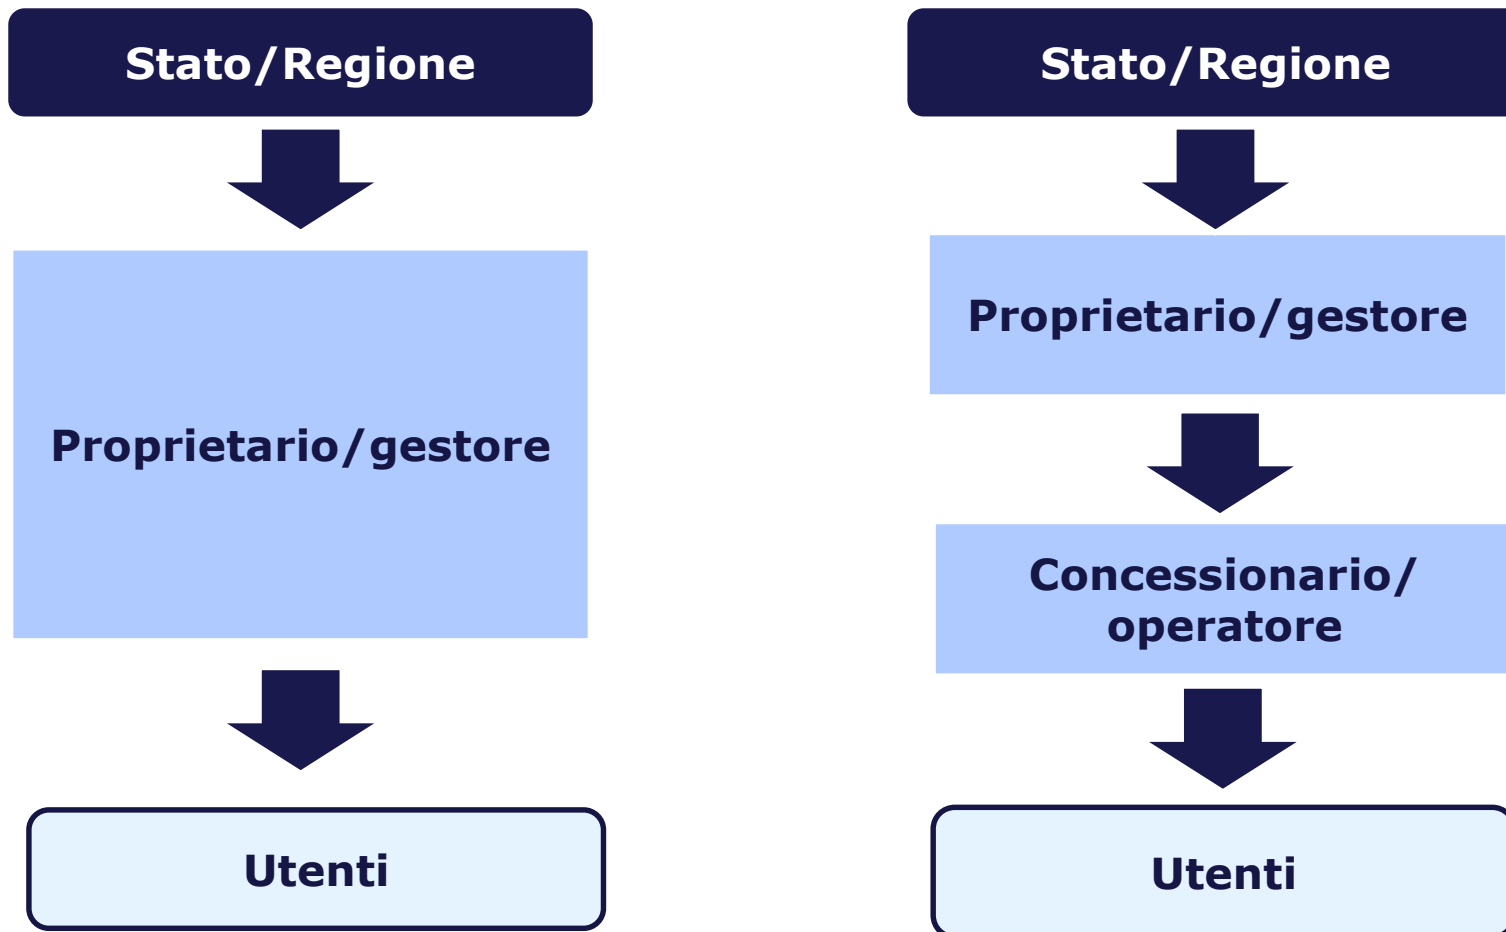 Stato/Regione
Proprietario/gestore
Utenti
Stato/Regione
Proprietario/gestore
Concessionario/
operatore
Utenti